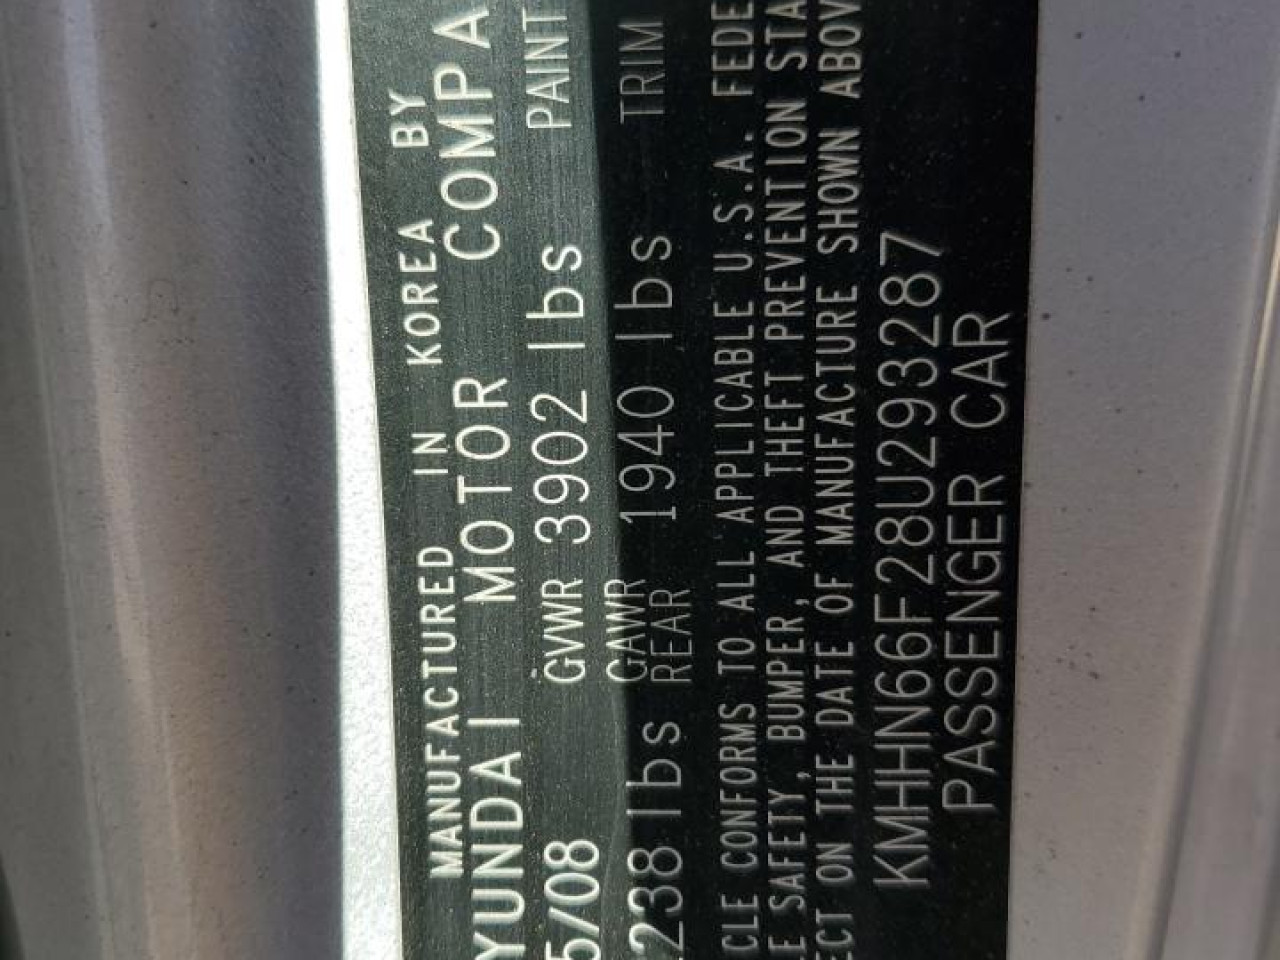 MANUFACTURED IN KOREA BY
YUNDAI MOTOR COMPA
5/08 GVWR 3902 lbs PAINT
238 lbs GAWR REAR 1940 lbs TRIM
CLE CONFORMS TO ALL APPLICABLE U.S.A. FEDE
E SAFETY, BUMPER, AND THEFT PREVENTION STA
ECT ON THE DATE OF MANUFACTURE SHOWN ABOV
KMHHN66F28U293287
PASSENGER CAR